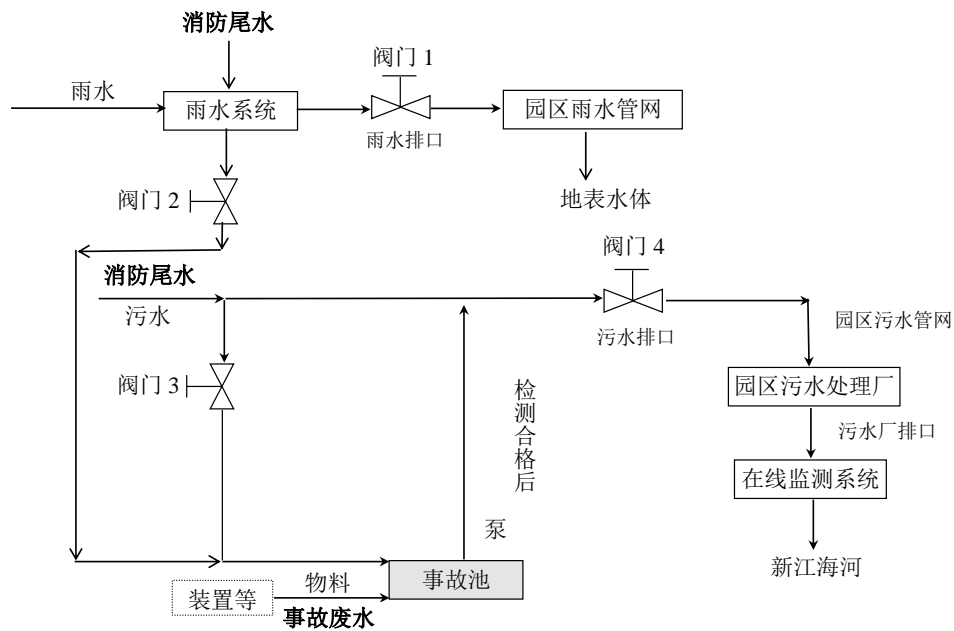 消防尾水
阀门 1
雨水
雨水系统
园区雨水管网
雨水排口
阀门 2
地表水体
阀门 4
消防尾水
污水
园区污水管网
污水排口
阀门 3
园区污水处理厂
检测合格后
污水厂排口
在线监测系统
泵
新江海河
物料
事故池
装置等
事故废水